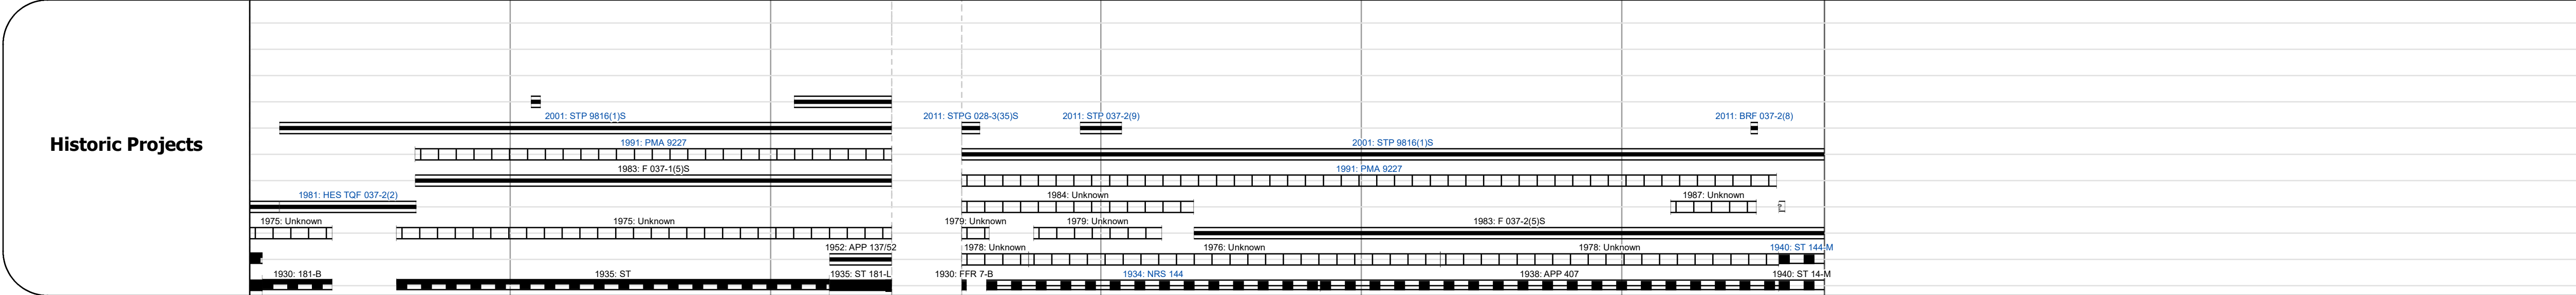 2001: STP 9816(1)S
2011: STPG 028-3(35)S
2011: STP 037-2(9)
2011: BRF 037-2(8)
1991: PMA 9227
2001: STP 9816(1)S
Historic Projects
1983: F 037-1(5)S
1991: PMA 9227
1981: HES TQF 037-2(2)
1984: Unknown
1987: Unknown
1975: Unknown
1975: Unknown
1979: Unknown
1979: Unknown
1983: F 037-2(5)S
1952: APP 137/52
1978: Unknown
1976: Unknown
1978: Unknown
1940: ST 144-M
1930: 181-B
1935: ST
1935: ST 181-L
1930: FFR 7-B
1934: NRS 144
1938: APP 407
1940: ST 14-M